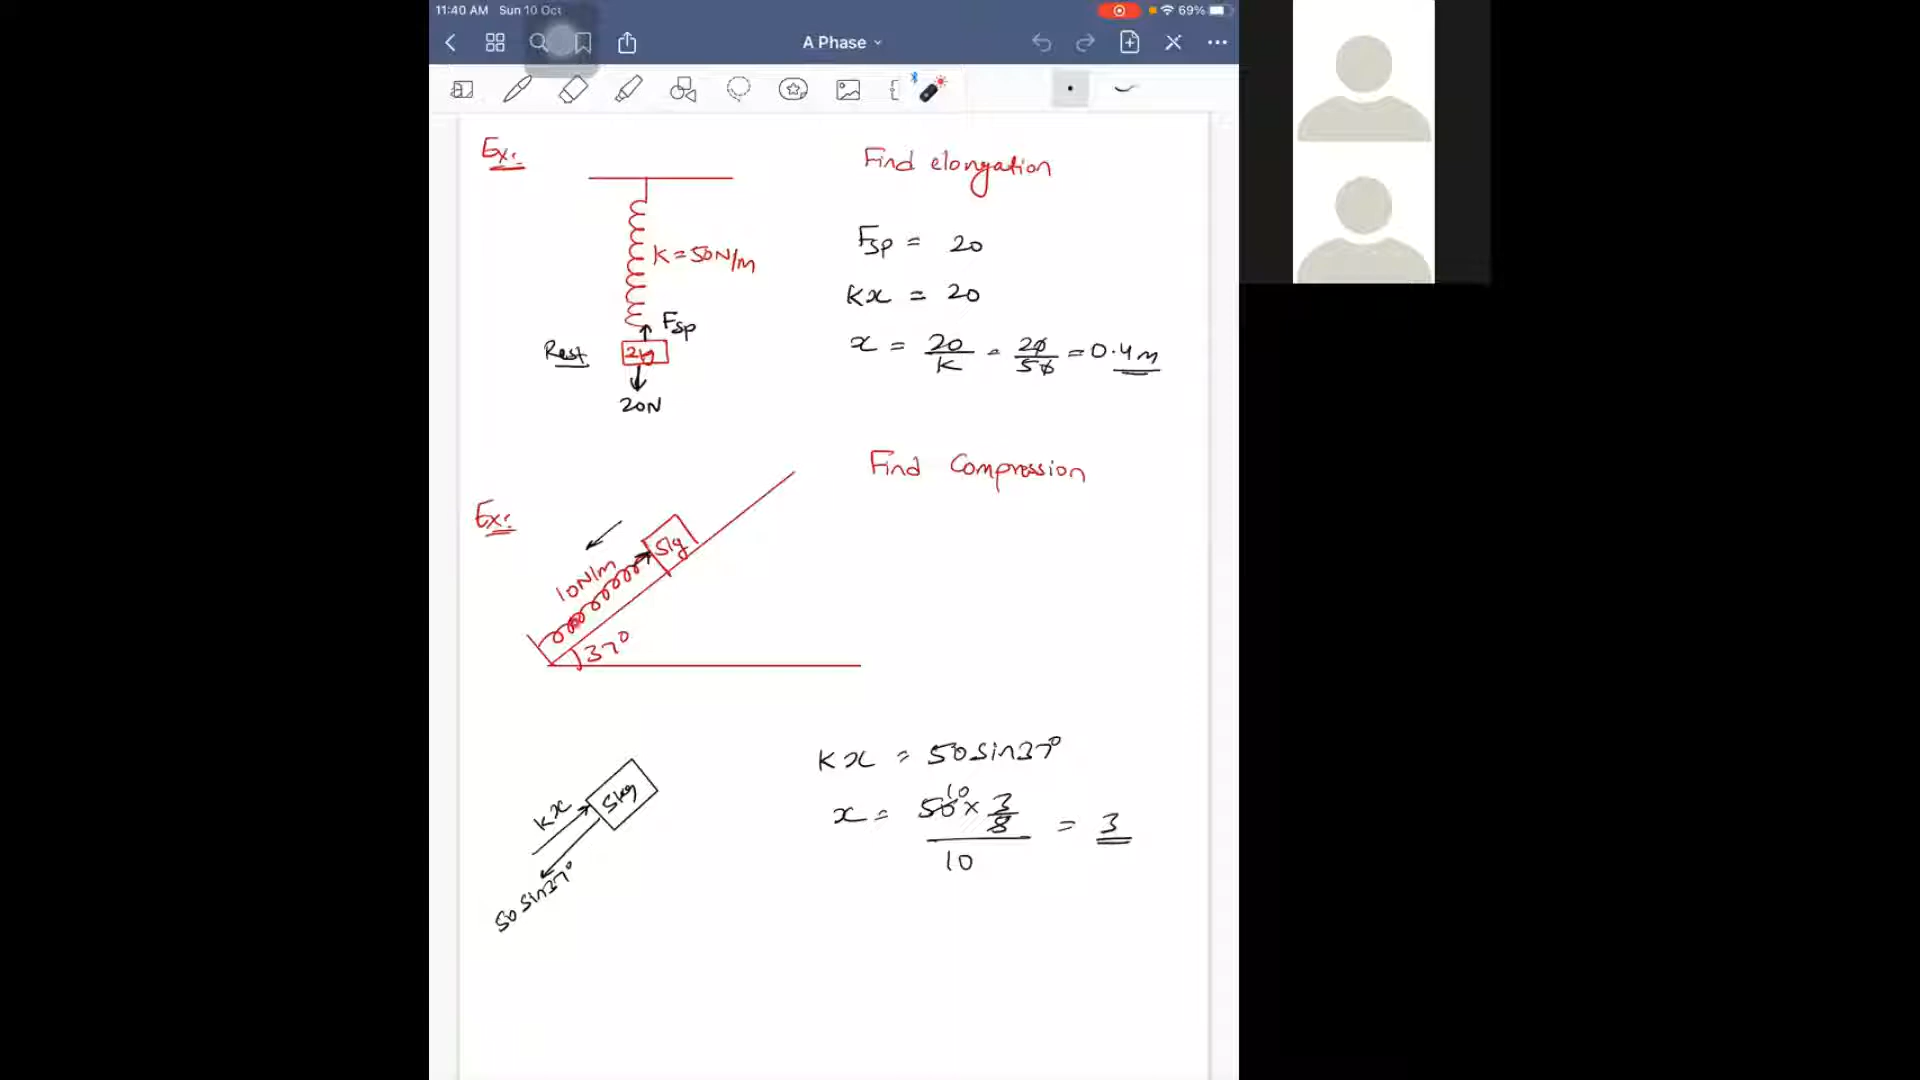 11:40 AM Sun 10 Oct
69%
A Phase
Ex:
Find elongation
K = 50N/m
Fsp = 20
Kx = 20
Fsp
Rest
x = 20/K = 20/50 = 0.4m
20N
Find Compression
Ex:
5kg
10N/m
37°
Kx = 50sin37°
Kx
5kg
10
x = 50 × 3/5 / 10 = 3
50 sin37°